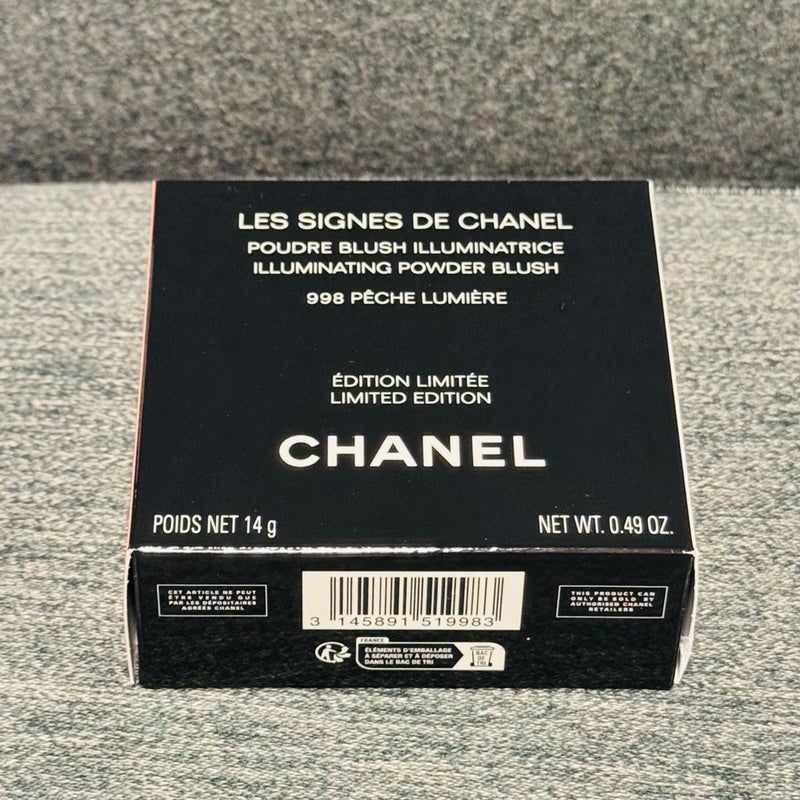 LES SIGNES DE CHANEL
POUDRE BLUSH ILLUMINATRICE
ILLUMINATING POWDER BLUSH
998 PÊCHE LUMIÈRE
ÉDITION LIMITÉE
LIMITED EDITION
CHANEL
POIDS NET 14 g
NET WT. 0.49 OZ.
CET ARTICLE NE PEUT
ÊTRE VENDU QUE
PAR LES DÉPOSITAIRES
AGRÉÉS CHANEL
3 145891 519983
THIS PRODUCT CAN
ONLY BE SOLD BY
AUTHORISED CHANEL
RETAILERS
FRANCE
ÉLÉMENTS D'EMBALLAGE
À SÉPARER ET À DÉPOSER
DANS LE BAC DE TRI
BAC
DE
TRI